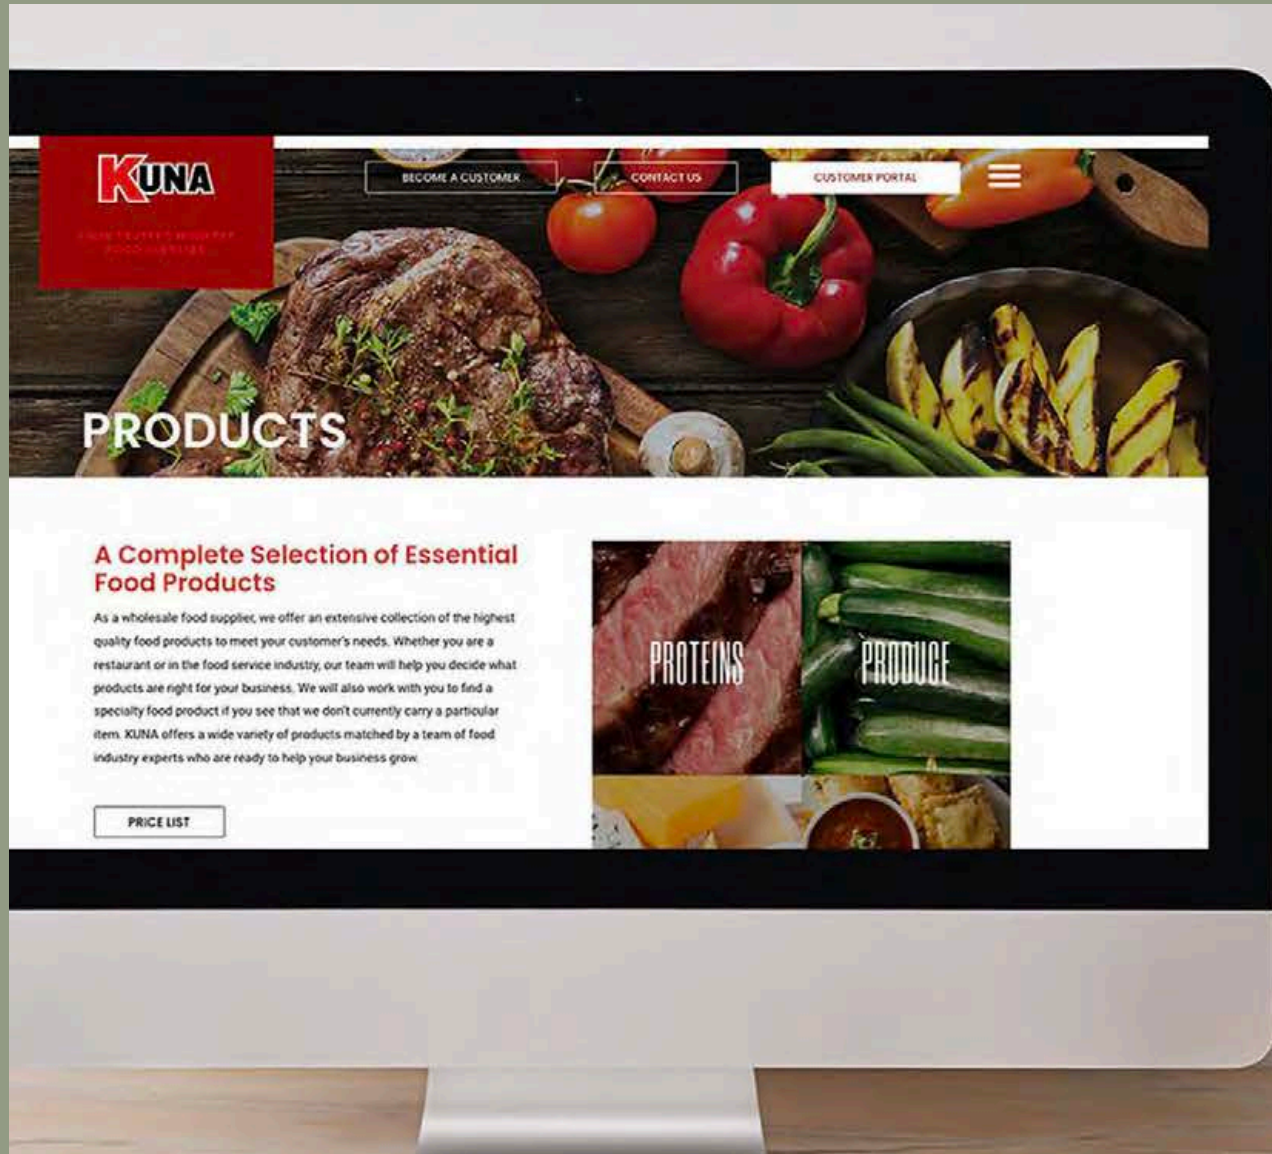 KUNA
BECOME A CUSTOMER
CONTACT US
CUSTOMER PORTAL
PRODUCTS
A Complete Selection of Essential
Food Products
As a wholesale food supplier, we offer an extensive collection of the highest
quality food products to meet your customer's needs. Whether you are a
restaurant or in the food service industry, our team will help you decide what
products are right for your business. We will also work with you to find a
specialty food product if you see that we don't currently carry a particular
item. KUNA offers a wide variety of products matched by a team of food
industry experts who are ready to help your business grow.
PRICE LIST
PROTEINS
PRODUCE